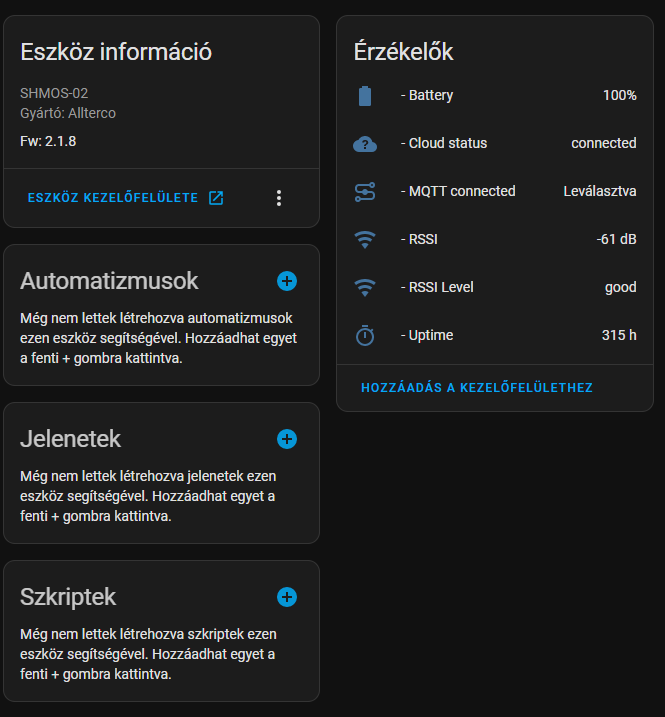 Eszköz információ
SHMOS-02
Gyártó: Allterco
Fw: 2.1.8
ESZKÖZ KEZELŐFELÜLETE
Automatizmusok
Még nem lettek létrehozva automatizmusok
ezen eszköz segítségével. Hozzáadhat egyet
a fenti + gombra kattintva.
Jelenetek
Még nem lettek létrehozva jelenetek ezen
eszköz segítségével. Hozzáadhat egyet a
fenti + gombra kattintva.
Szkriptek
Még nem lettek létrehozva szkriptek ezen
eszköz segítségével. Hozzáadhat egyet a
fenti + gombra kattintva.
Érzékelők
- Battery 100%
- Cloud status connected
- MQTT connected Leválasztva
- RSSI -61 dB
- RSSI Level good
- Uptime 315 h
HOZZÁADÁS A KEZELŐFELÜLETHEZ